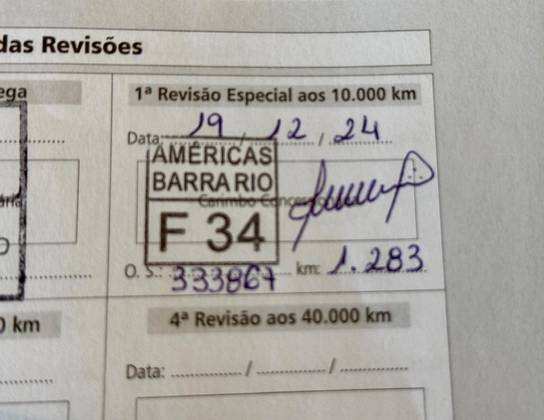 das Revisões
ega
1ª Revisão Especial aos 10.000 km
Data 19 / 12 / 24
AMÉRICAS
BARRA RIO
Carimbo
F 34
O. S.: 333867 km: 1.283
0 km
4ª Revisão aos 40.000 km
Data: / /